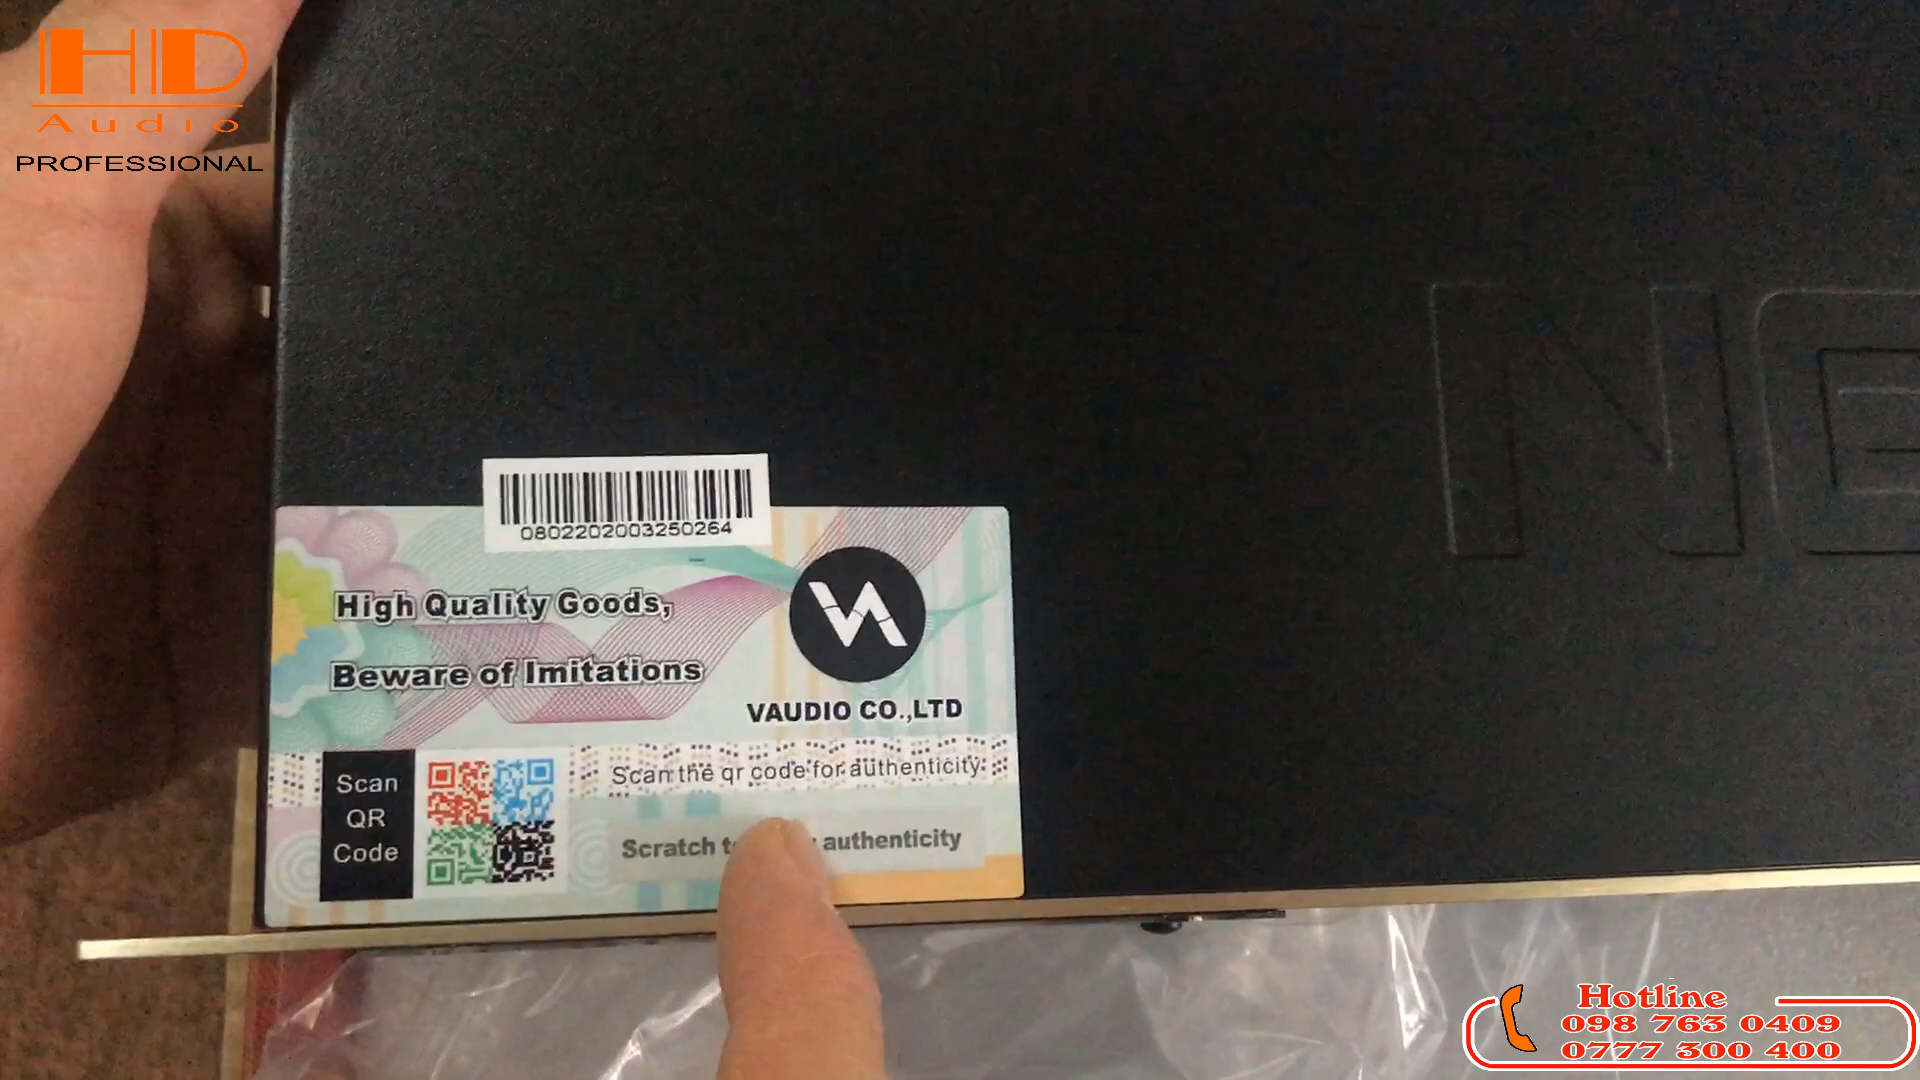 HD
Audio
PROFESSIONAL
NE
0802202003250264
High Quality Goods,
Beware of Imitations
VAUDIO CO.,LTD
Scan
QR
Code
Scan the qr code for authenticity:
Scratch authenticity
Hotline
098 763 0409
0777 300 400